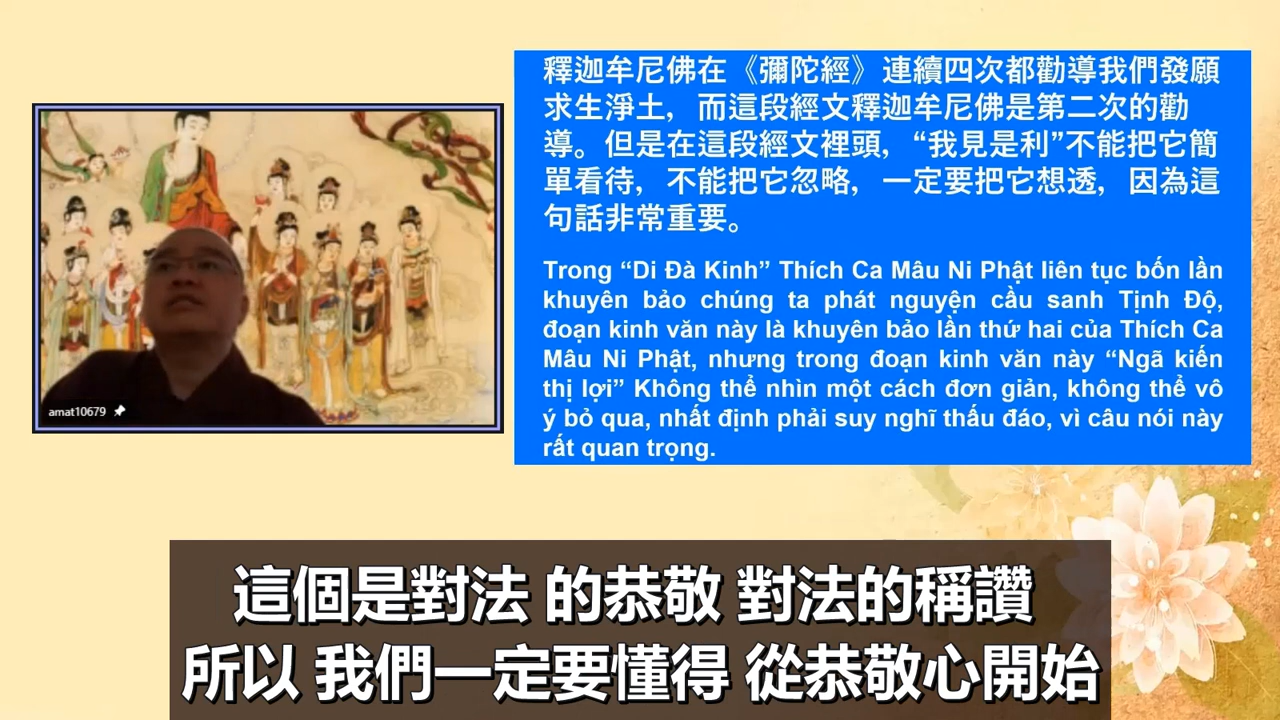 釋迦牟尼佛在《彌陀經》連續四次都勸導我們發願
求生淨土，而這段經文釋迦牟尼佛是第二次的勸
導。但是在這段經文裡頭，“我見是利”不能把它簡
單看待，不能把它忽略，一定要把它想透，因為這
句話非常重要。
Trong “Di Đà Kinh” Thích Ca Mâu Ni Phật liên tục bốn lần
khuyên bảo chúng ta phát nguyện cầu sanh Tịnh Độ,
đoạn kinh văn này là khuyên bảo lần thứ hai của Thích Ca
Mâu Ni Phật, nhưng trong đoạn kinh văn này “Ngã kiến
thị lợi” Không thể nhìn một cách đơn giản, không thể vô
ý bỏ qua, nhất định phải suy nghĩ thấu đáo, vì câu nói này
rất quan trọng.
amat10679
這個是對法 的恭敬 對法的稱讚
所以 我們一定要懂得 從恭敬心開始